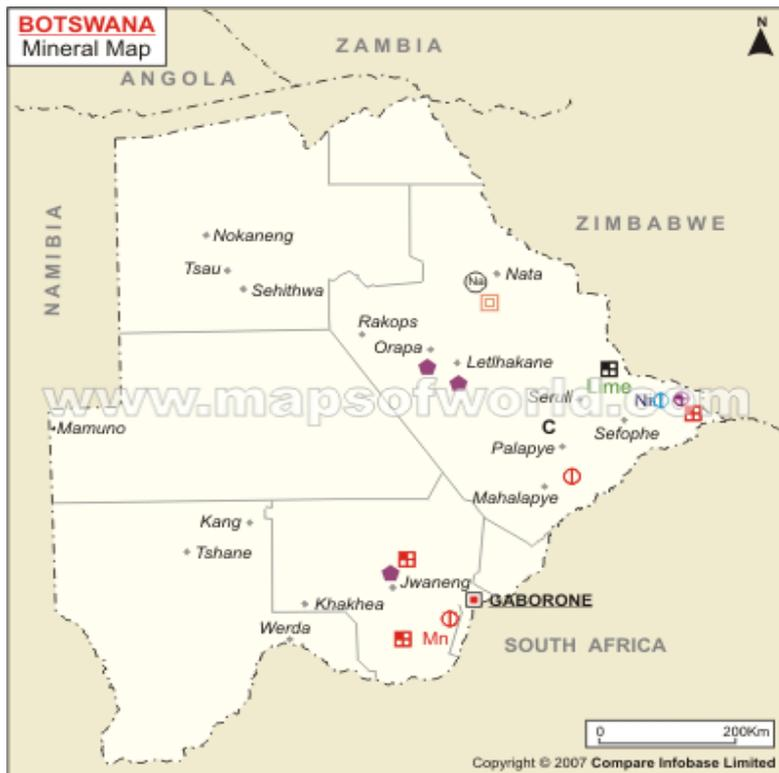 BOTSWANA
Mineral Map
N
ZAMBIA
ANGOLA
NAMIBIA
ZIMBABWE
Nokaneng
Tsau
Sehithwa
Na
Nata
Rakops
Orapa
Letlhakane
www.mapsofworld.com
Lime
Serull
Ni
Mamuno
C
Sefophe
Palapye
Mahalapye
Kang
Tshane
Jwaneng
Khakhea
GABORONE
Werda
Mn
SOUTH AFRICA
0 200Km
Copyright © 2007 Compare Infobase Limited